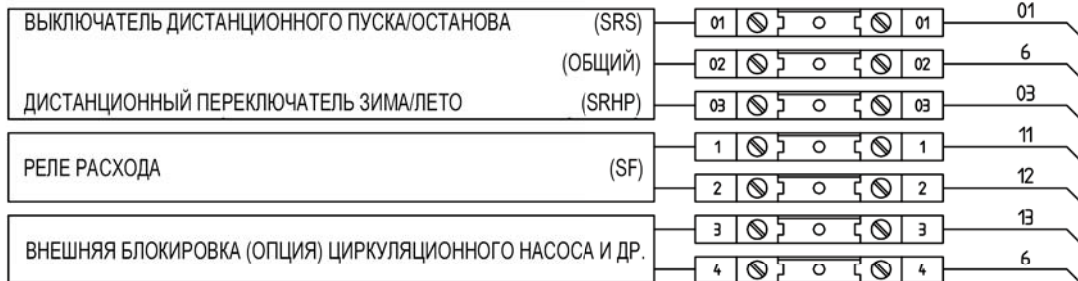 ВЫКЛЮЧАТЕЛЬ ДИСТАНЦИОННОГО ПУСКА/ОСТАНОВА (SRS) 01 01 01
(ОБЩИЙ) 02 02 6
ДИСТАНЦИОННЫЙ ПЕРЕКЛЮЧАТЕЛЬ ЗИМА/ЛЕТО (SRHP) 03 03 03
РЕЛЕ РАСХОДА (SF) 1 1 11
2 2 12
ВНЕШНЯЯ БЛОКИРОВКА (ОПЦИЯ) ЦИРКУЛЯЦИОННОГО НАСОСА И ДР. 3 3 13
4 4 6